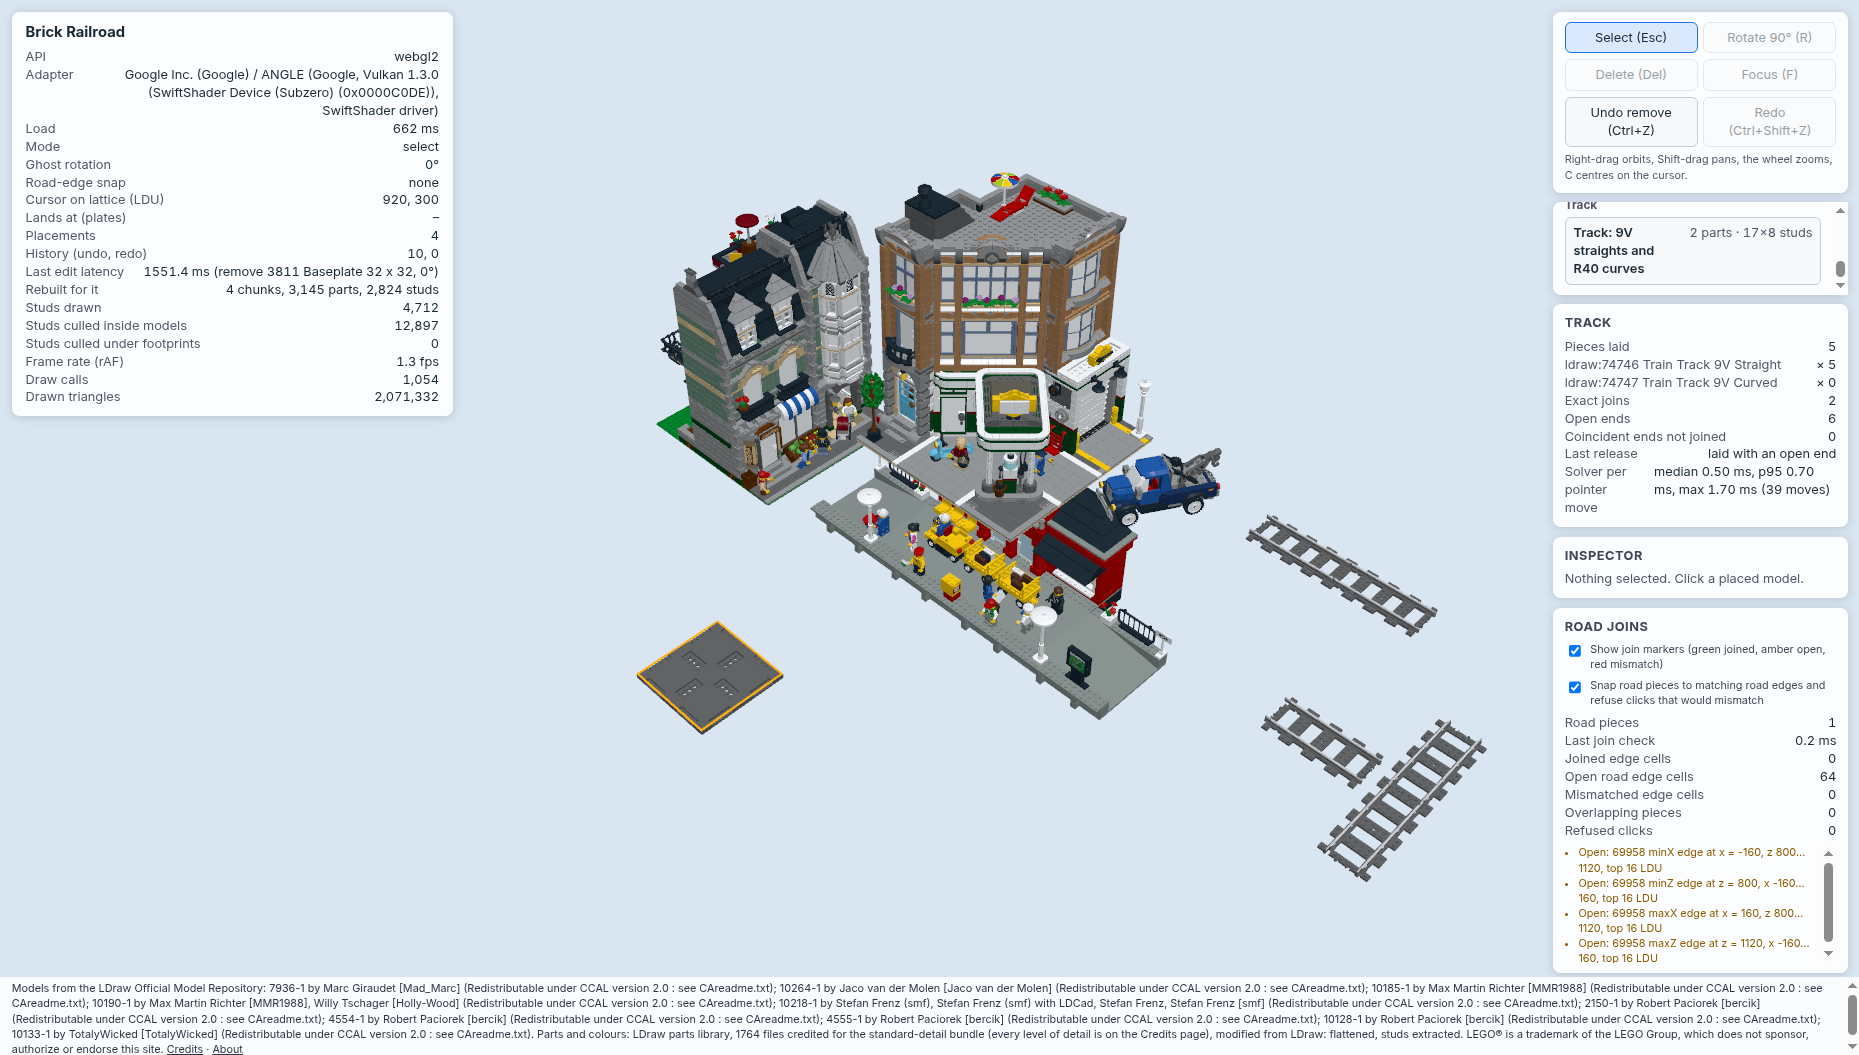 Brick Railroad
API webgl2
Adapter Google Inc. (Google) / ANGLE (Google, Vulkan 1.3.0
(SwiftShader Device (Subzero) (0x0000C0DE)),
SwiftShader driver)
Load 662 ms
Mode select
Ghost rotation 0°
Road-edge snap none
Cursor on lattice (LDU) 920, 300
Lands at (plates) –
Placements 4
History (undo, redo) 10, 0
Last edit latency 1551.4 ms (remove 3811 Baseplate 32 x 32, 0°)
Rebuilt for it 4 chunks, 3,145 parts, 2,824 studs
Studs drawn 4,712
Studs culled inside models 12,897
Studs culled under footprints 0
Frame rate (rAF) 1.3 fps
Draw calls 1,054
Drawn triangles 2,071,332
Select (Esc) Rotate 90° (R)
Delete (Del) Focus (F)
Undo remove Redo
(Ctrl+Z) (Ctrl+Shift+Z)
Right-drag orbits, Shift-drag pans, the wheel zooms,
C centres on the cursor.
Track
Track: 9V 2 parts · 17×8 studs
straights and
R40 curves
TRACK
Pieces laid 5
ldraw:74746 Train Track 9V Straight × 5
ldraw:74747 Train Track 9V Curved × 0
Exact joins 2
Open ends 6
Coincident ends not joined 0
Last release laid with an open end
Solver per median 0.50 ms, p95 0.70
pointer ms, max 1.70 ms (39 moves)
move
INSPECTOR
Nothing selected. Click a placed model.
ROAD JOINS
Show join markers (green joined, amber open,
red mismatch)
Snap road pieces to matching road edges and
refuse clicks that would mismatch
Road pieces 1
Last join check 0.2 ms
Joined edge cells 0
Open road edge cells 64
Mismatched edge cells 0
Overlapping pieces 0
Refused clicks 0
• Open: 69958 minX edge at x = -160, z 800…
1120, top 16 LDU
• Open: 69958 minZ edge at z = 800, x -160…
160, top 16 LDU
• Open: 69958 maxX edge at x = 160, z 800…
1120, top 16 LDU
• Open: 69958 maxZ edge at z = 1120, x -160…
160, top 16 LDU
Models from the LDraw Official Model Repository: 7936-1 by Marc Giraudet [Mad_Marc] (Redistributable under CCAL version 2.0 : see CAreadme.txt); 10264-1 by Jaco van der Molen [Jaco van der Molen] (Redistributable under CCAL version 2.0 : see CAreadme.txt); 10185-1 by Max Martin Richter [MMR1988] (Redistributable under CCAL version 2.0 : see
CAreadme.txt); 10190-1 by Max Martin Richter [MMR1988], Willy Tschager [Holly-Wood] (Redistributable under CCAL version 2.0 : see CAreadme.txt); 10218-1 by Stefan Frenz (smf), Stefan Frenz (smf) with LDCad, Stefan Frenz, Stefan Frenz [smf] (Redistributable under CCAL version 2.0 : see CAreadme.txt); 2150-1 by Robert Paciorek [bercik]
(Redistributable under CCAL version 2.0 : see CAreadme.txt); 4554-1 by Robert Paciorek [bercik] (Redistributable under CCAL version 2.0 : see CAreadme.txt); 4555-1 by Robert Paciorek [bercik] (Redistributable under CCAL version 2.0 : see CAreadme.txt); 10128-1 by Robert Paciorek [bercik] (Redistributable under CCAL version 2.0 : see CAreadme.txt);
10133-1 by TotalyWicked [TotalyWicked] (Redistributable under CCAL version 2.0 : see CAreadme.txt). Parts and colours: LDraw parts library, 1764 files credited for the standard-detail bundle (every level of detail is on the Credits page), modified from LDraw: flattened, studs extracted. LEGO® is a trademark of the LEGO Group, which does not sponsor,
authorize or endorse this site. Credits · About